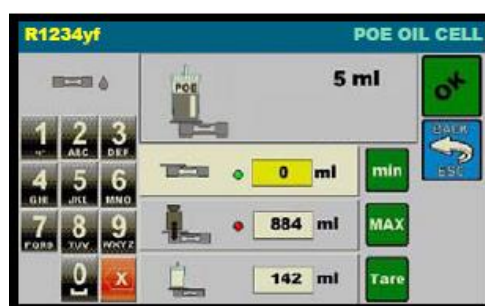 R1234yf POE OIL CELL
POE 5 ml OK
BACK
ESC
1 2 ABC 3 DEF
4 GHI 5 JKL 6 MNO
7 PQRS 8 TUV 9 WXYZ
0 X
0 ml min
884 ml MAX
142 ml Tare